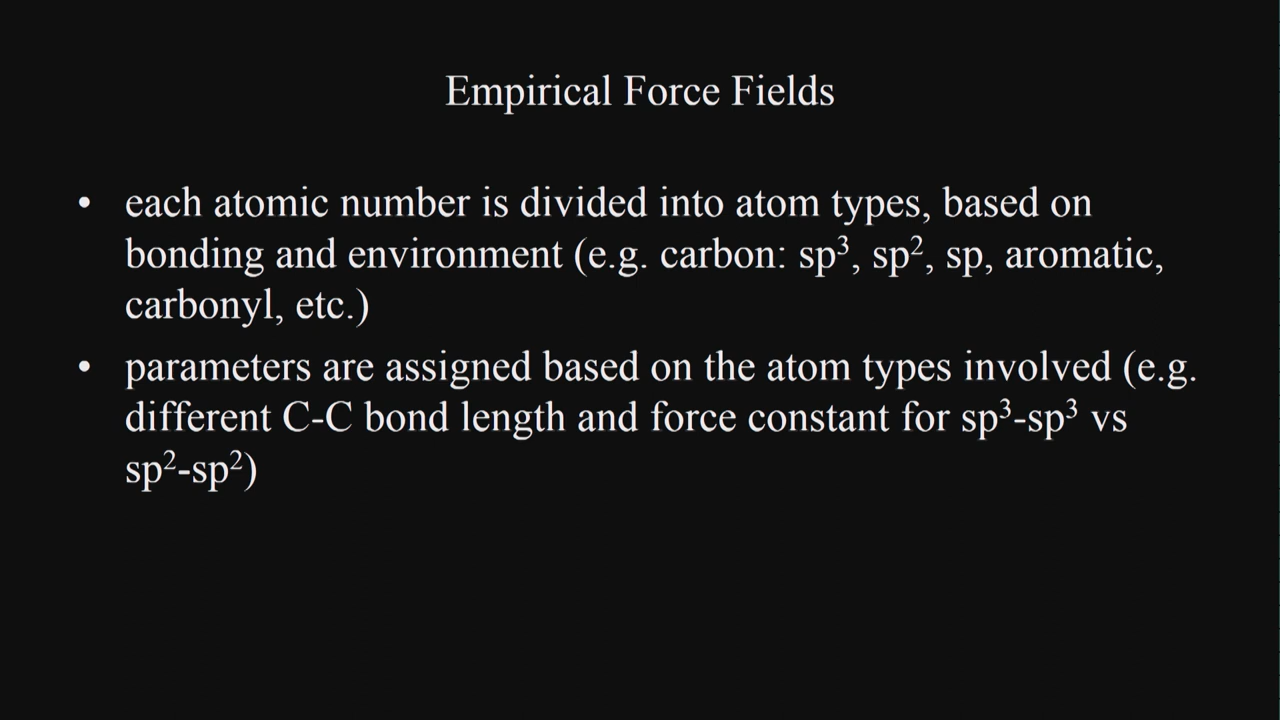 Empirical Force Fields
• each atomic number is divided into atom types, based on
bonding and environment (e.g. carbon: sp³, sp², sp, aromatic,
carbonyl, etc.)
• parameters are assigned based on the atom types involved (e.g.
different C-C bond length and force constant for sp³-sp³ vs
sp²-sp²)